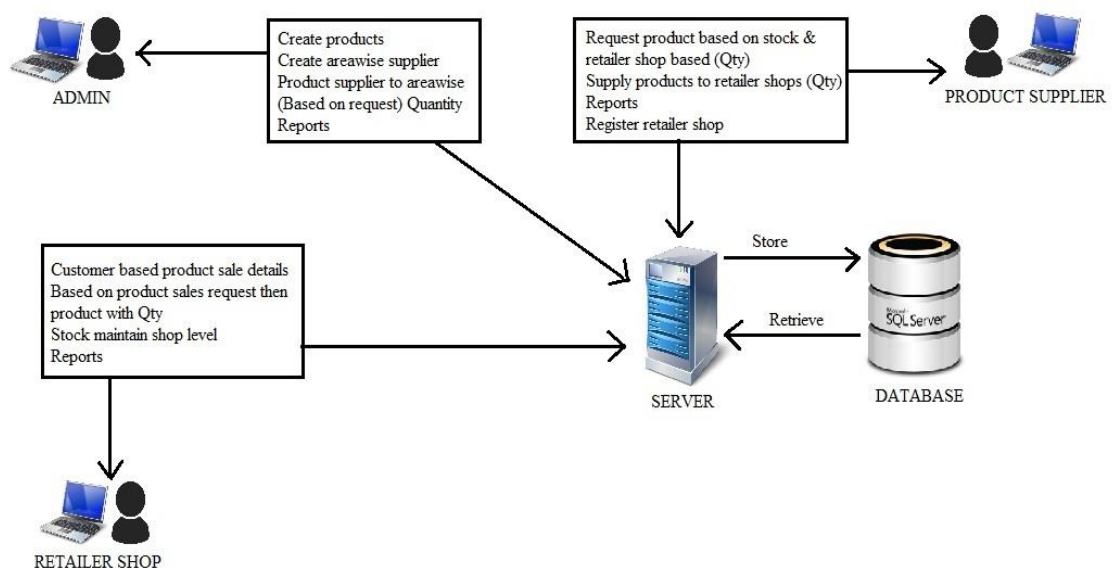 Create products
Create areawise supplier
Product supplier to areawise
(Based on request) Quantity
Reports
ADMIN
Request product based on stock &
retailer shop based (Qty)
Supply products to retailer shops (Qty)
Reports
Register retailer shop
PRODUCT SUPPLIER
Customer based product sale details
Based on product sales request then
product with Qty
Stock maintain shop level
Reports
Store
Retrieve
Microsoft
SQL Server
SERVER
DATABASE
RETAILER SHOP